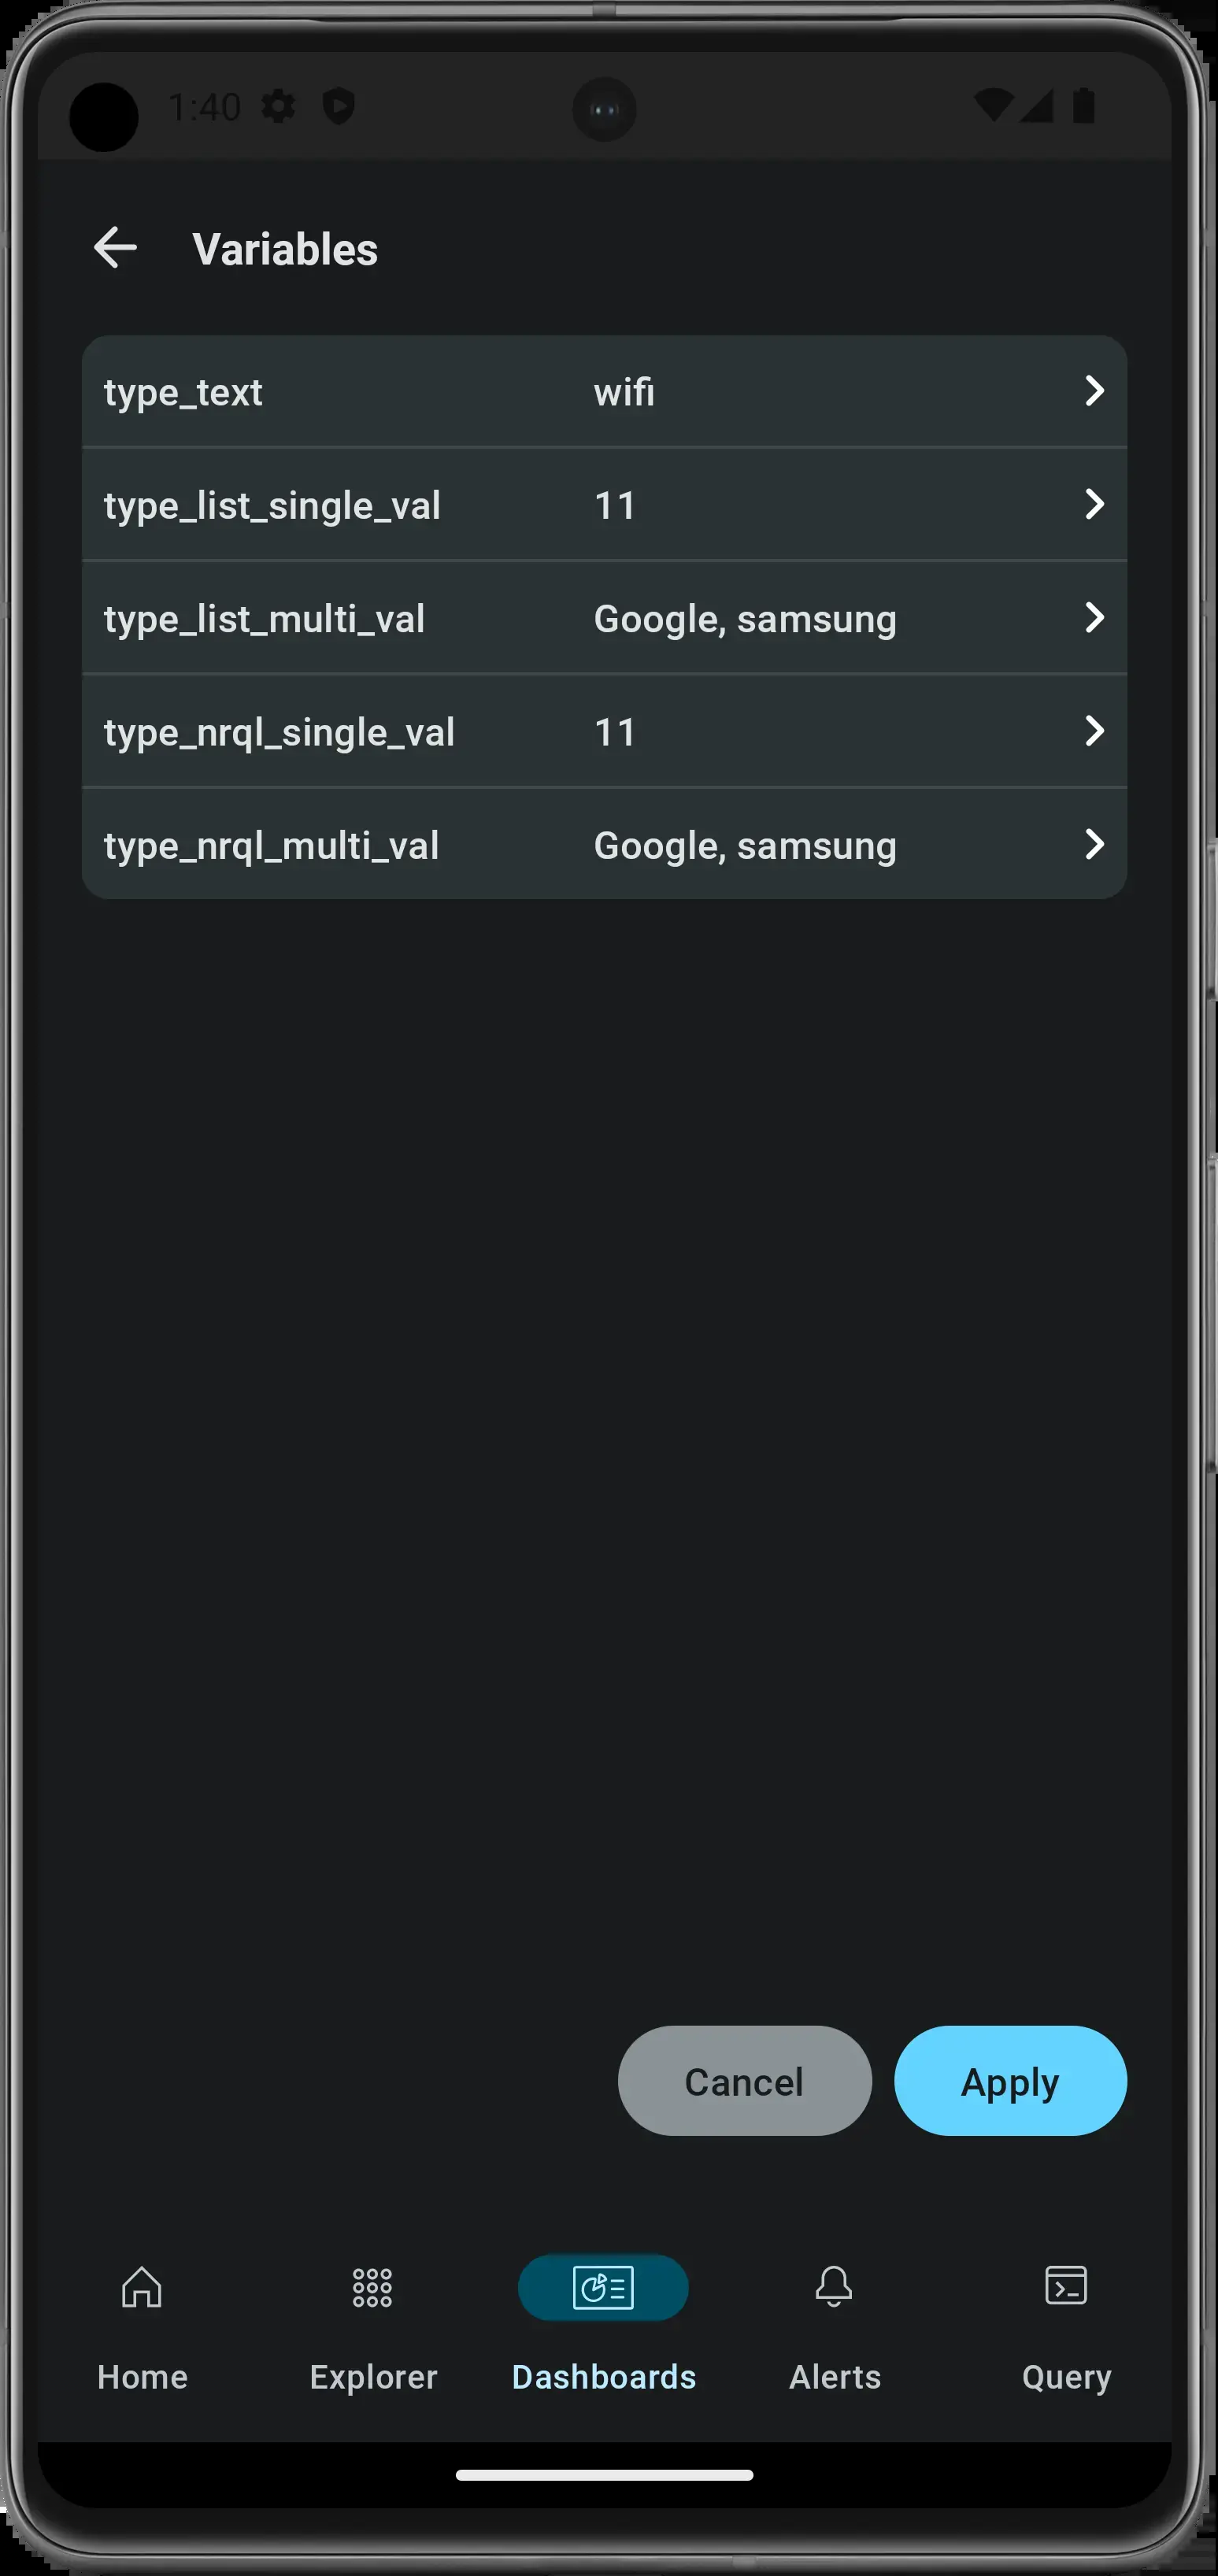 1:40
Variables
type_text wifi
type_list_single_val 11
type_list_multi_val Google, samsung
type_nrql_single_val 11
type_nrql_multi_val Google, samsung
Cancel Apply
Home Explorer Dashboards Alerts Query